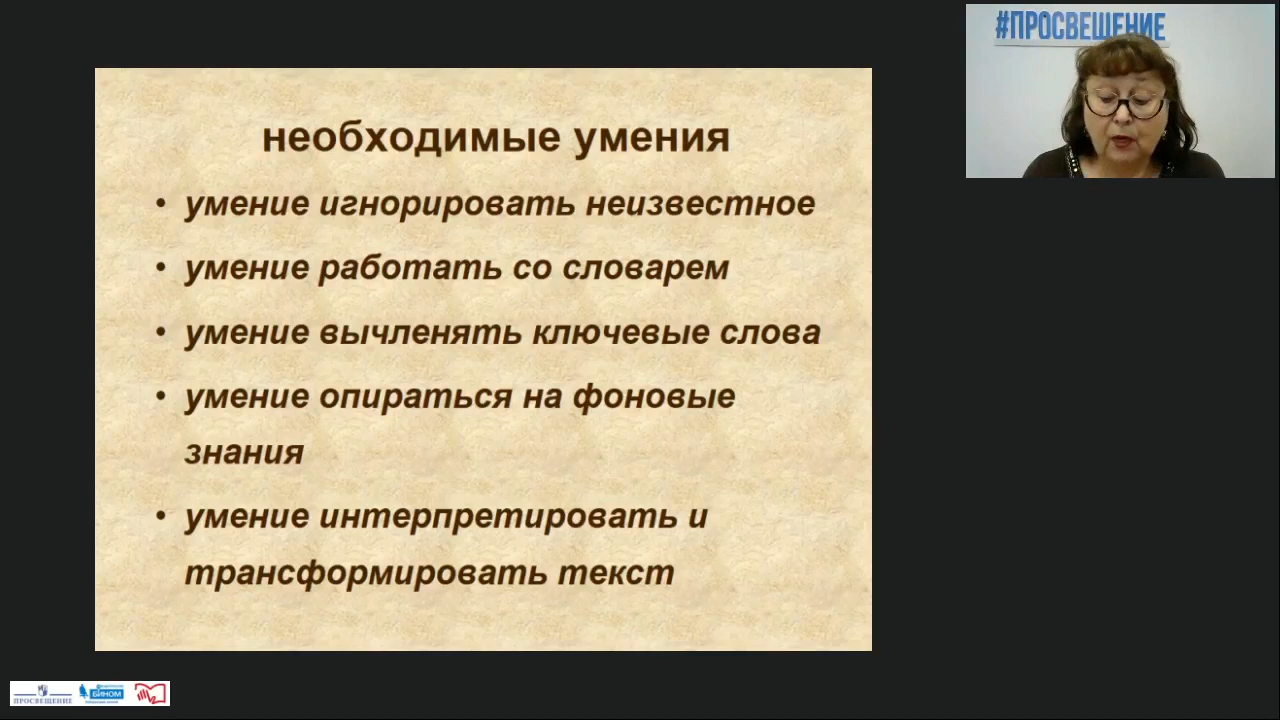 #ПРОСВЕЩЕНИЕ
необходимые умения
• умение игнорировать неизвестное
• умение работать со словарем
• умение вычленять ключевые слова
• умение опираться на фоновые
знания
• умение интерпретировать и
трансформировать текст
ПРОСВЕЩЕНИЕ
БИНОМ